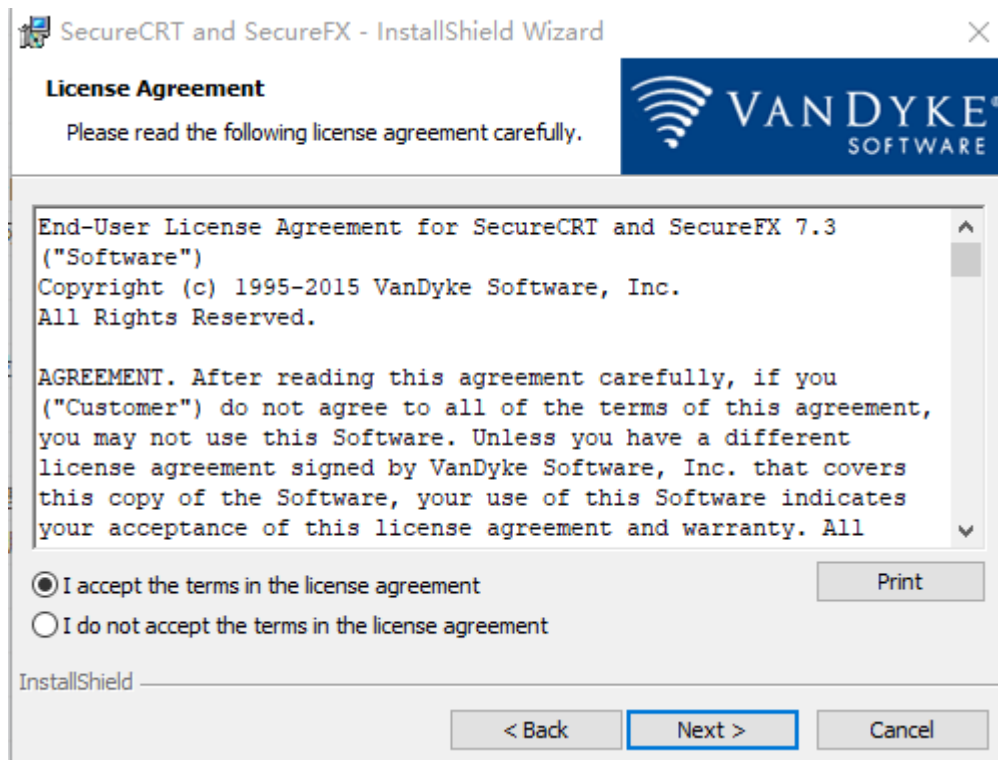 SecureCRT and SecureFX - InstallShield Wizard
License Agreement
Please read the following license agreement carefully.
VANDYKE®
SOFTWARE
End-User License Agreement for SecureCRT and SecureFX 7.3
("Software")
Copyright (c) 1995-2015 VanDyke Software, Inc.
All Rights Reserved.
AGREEMENT. After reading this agreement carefully, if you
("Customer") do not agree to all of the terms of this agreement,
you may not use this Software. Unless you have a different
license agreement signed by VanDyke Software, Inc. that covers
this copy of the Software, your use of this Software indicates
your acceptance of this license agreement and warranty. All
I accept the terms in the license agreement
Print
I do not accept the terms in the license agreement
InstallShield
< Back
Next >
Cancel